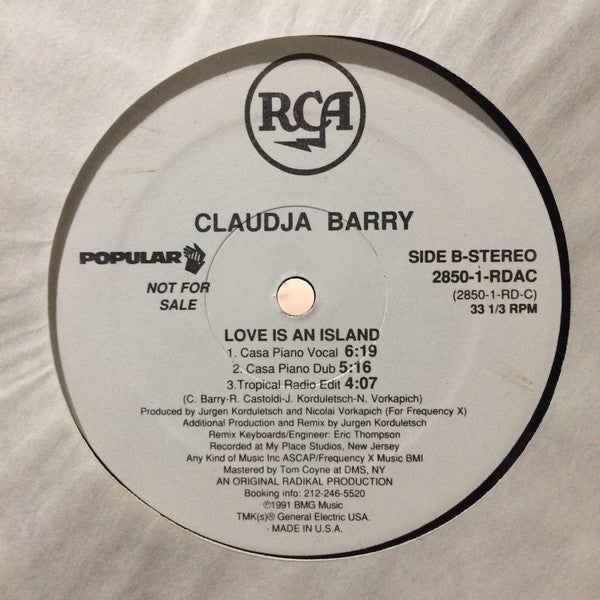 RCA
CLAUDJA BARRY
POPULAR
NOT FOR
SALE
SIDE B-STEREO
2850-1-RDAC
(2850-1-RD-C)
33 1/3 RPM
LOVE IS AN ISLAND
1. Casa Piano Vocal 6:19
2. Casa Piano Dub 5:16
3.Tropical Radio Edit 4:07
(C. Barry-R. Castoldi-J. Korduletsch-N. Vorkapich)
Produced by Jurgen Korduletsch and Nicolai Vorkapich (For Frequency X)
Additional Production and Remix by Jurgen Korduletsch
Remix Keyboards/Engineer: Eric Thompson
Recorded at My Place Studios, New Jersey
Any Kind of Music Inc ASCAP/Frequency X Music BMI
Mastered by Tom Coyne at DMS, NY
AN ORIGINAL RADIKAL PRODUCTION
Booking info: 212-246-5520
℗1991 BMG Music
TMK(s)® General Electric USA.
- MADE IN U.S.A.